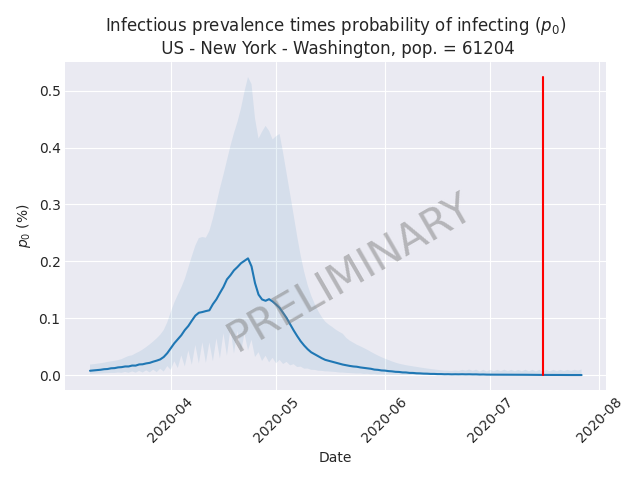 Infectious prevalence times probability of infecting (p₀)
US - New York - Washington, pop. = 61204
0.5
0.4
0.3
0.2
0.1
0.0
p₀ (%)
PRELIMINARY
2020-04
2020-05
2020-06
2020-07
2020-08
Date